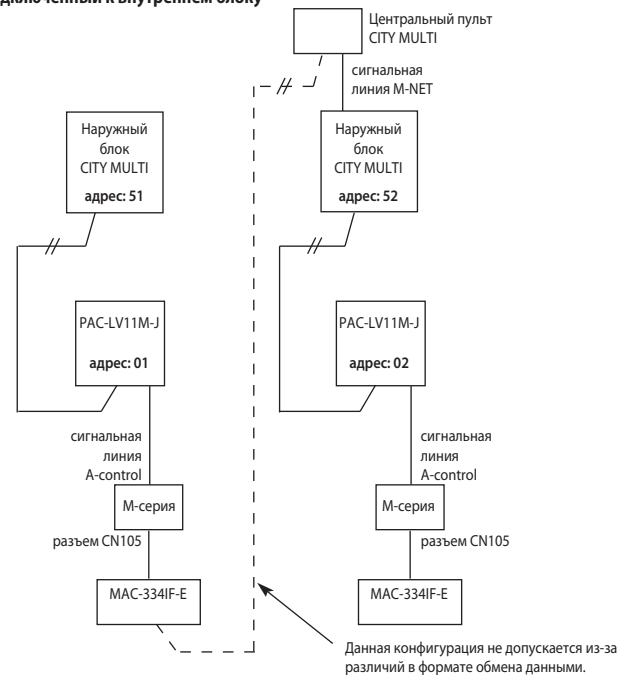 дключенный к внутреннем блоку
Центральный пульт
CITY MULTI
сигнальная
линия M-NET
Наружный
блок
CITY MULTI
адрес: 51
Наружный
блок
CITY MULTI
адрес: 52
PAC-LV11M-J
адрес: 01
PAC-LV11M-J
адрес: 02
сигнальная
линия
A-control
сигнальная
линия
A-control
М-серия
М-серия
разъем CN105
разъем CN105
MAC-334IF-E
MAC-334IF-E
Данная конфигурация не допускается из-за
различий в формате обмена данными.